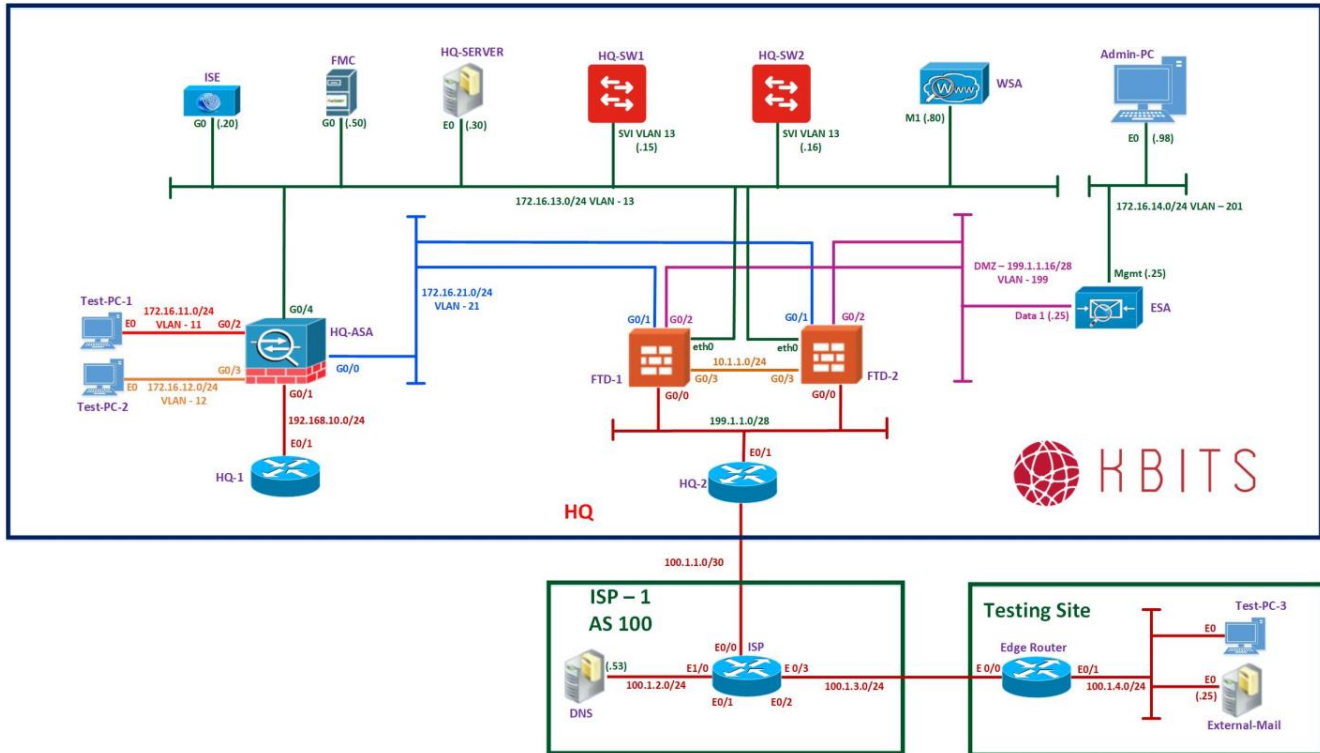 ISE
G0 (.20)
FMC
G0 (.50)
HQ-SERVER
E0 (.30)
HQ-SW1
SVI VLAN 13
(.15)
HQ-SW2
SVI VLAN 13
(.16)
WSA
M1 (.80)
Admin-PC
E0 (.98)
172.16.13.0/24 VLAN - 13
172.16.14.0/24 VLAN – 201
Mgmt (.25)
ESA
Data 1 (.25)
DMZ – 199.1.1.16/28
VLAN - 199
172.16.21.0/24
VLAN - 21
Test-PC-1
E0
172.16.11.0/24
VLAN - 11
G0/2
G0/4
HQ-ASA
G0/0
Test-PC-2
E0
172.16.12.0/24
VLAN - 12
G0/3
G0/1
192.168.10.0/24
E0/1
HQ-1
G0/1
G0/2
eth0
FTD-1
G0/3
G0/0
10.1.1.0/24
G0/1
G0/2
eth0
G0/3
FTD-2
G0/0
199.1.1.0/28
E0/1
HQ-2
KBITS
HQ
100.1.1.0/30
ISP – 1
AS 100
E0/0
ISP
(.53)
DNS
100.1.2.0/24
E1/0
E0/1
E0/2
E 0/3
100.1.3.0/24
Testing Site
Edge Router
E 0/0
E0/1
100.1.4.0/24
Test-PC-3
E0
E0
(.25)
External-Mail